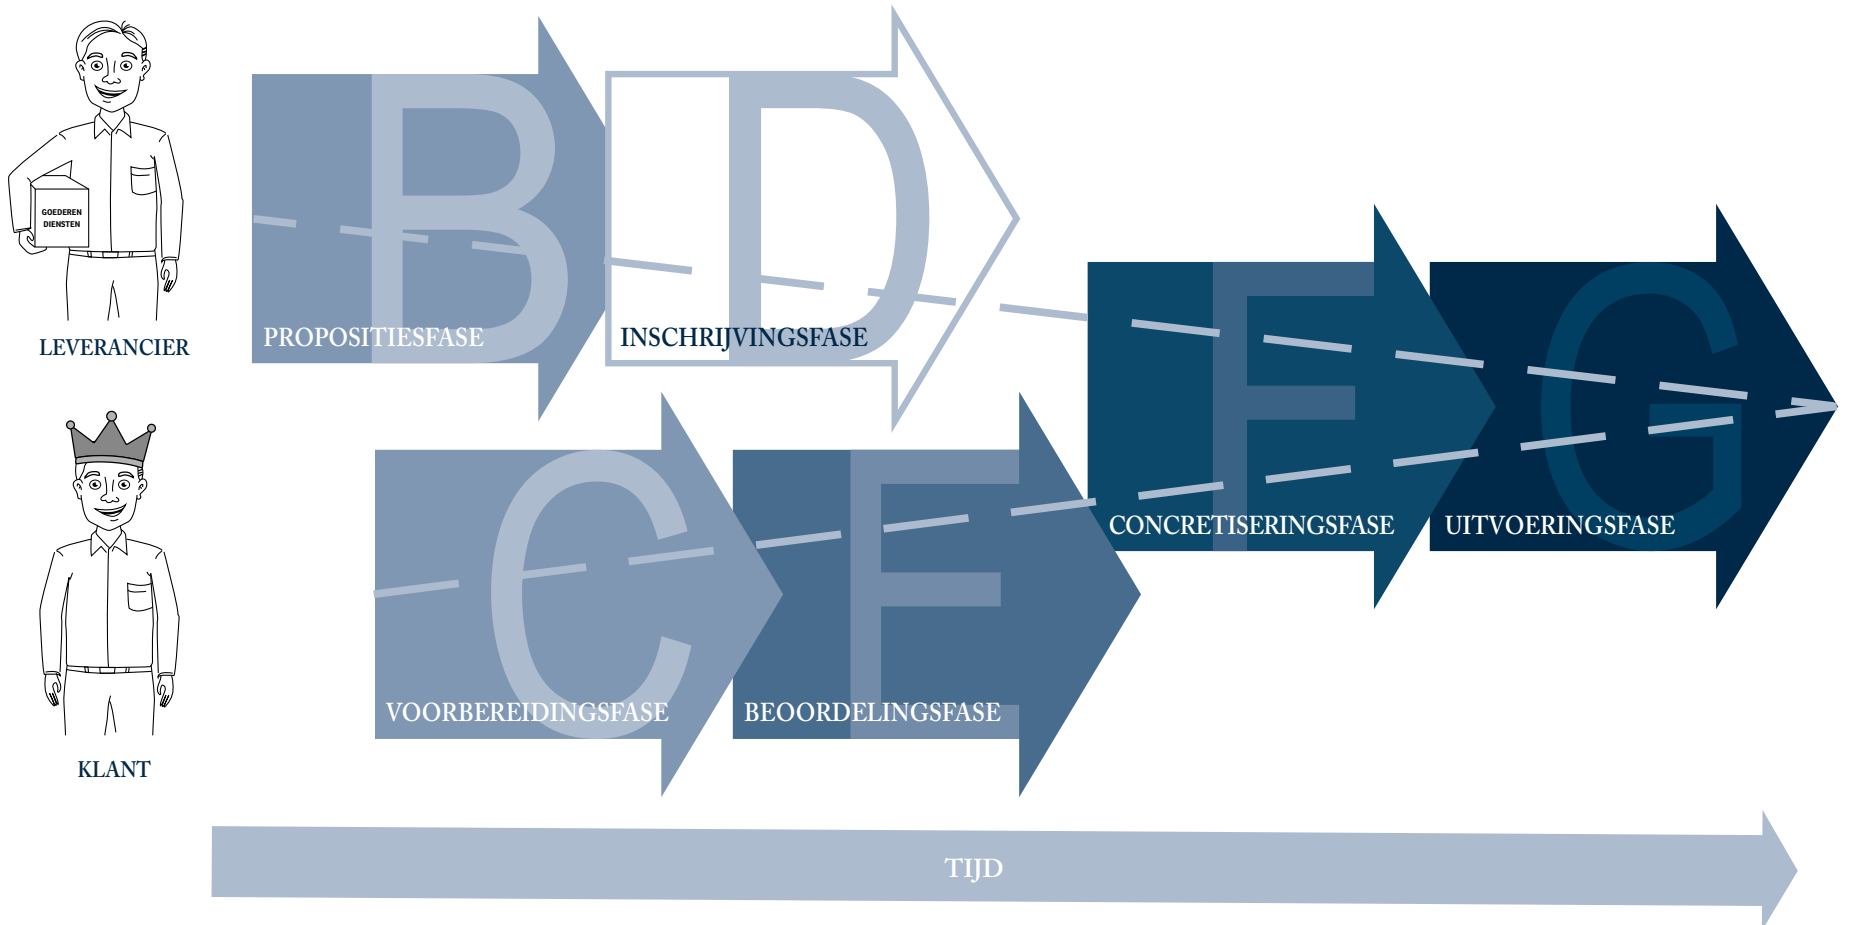 GOEDEREN
DIENSTEN
LEVERANCIER
B
PROPOSITIESFASE
D
INSCHRIJVINGSFASE
KLANT
C
VOORBEREIDINGSFASE
E
BEOORDELINGSFASE
F
CONCRETISERINGSFASE
G
UITVOERINGSFASE
TIJD